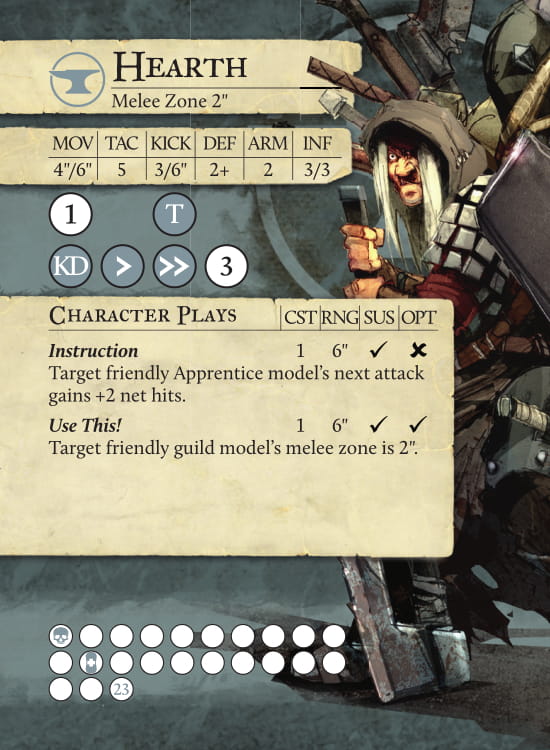 HEARTH
Melee Zone 2"
MOV TAC KICK DEF ARM INF
4"/6" 5 3/6" 2+ 2 3/3
1 T
KD > >> 3
CHARACTER PLAYS CST RNG SUS OPT
Instruction 1 6" ✓ ✘
Target friendly Apprentice model's next attack
gains +2 net hits.
Use This! 1 6" ✓ ✓
Target friendly guild model's melee zone is 2".
23